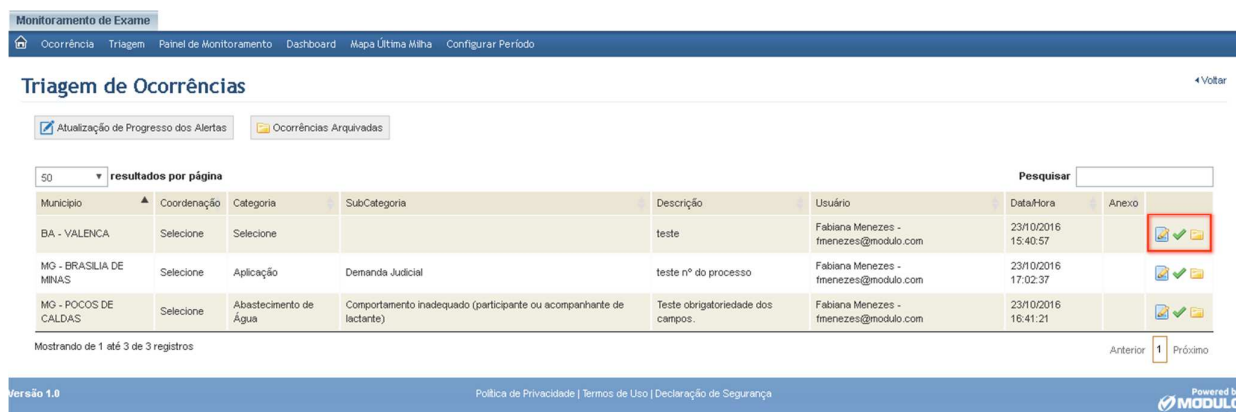 Monitoramento de Exame
Ocorrência Triagem Painel de Monitoramento Dashboard Mapa Última Milha Configurar Período
Triagem de Ocorrências
Voltar
Atualização de Progresso dos Alertas Ocorrências Arquivadas
50 resultados por página Pesquisar
Municipio Coordenação Categoria SubCategoria Descrição Usuário Data/Hora Anexo
BA - VALENCA Selecione Selecione teste Fabiana Menezes - fmenezes@modulo.com 23/10/2016 15:40:57
MG - BRASILIA DE MINAS Selecione Aplicação Demanda Judicial teste nº do processo Fabiana Menezes - fmenezes@modulo.com 23/10/2016 17:02:37
MG - POCOS DE CALDAS Selecione Abastecimento de Água Comportamento inadequado (participante ou acompanhante de lactante) Teste obrigatoriedade dos campos. Fabiana Menezes - fmenezes@modulo.com 23/10/2016 16:41:21
Mostrando de 1 até 3 de 3 registros
Anterior 1 Próximo
Versão 1.0 Política de Privacidade | Termos de Uso | Declaração de Segurança
Powered b
MODULO